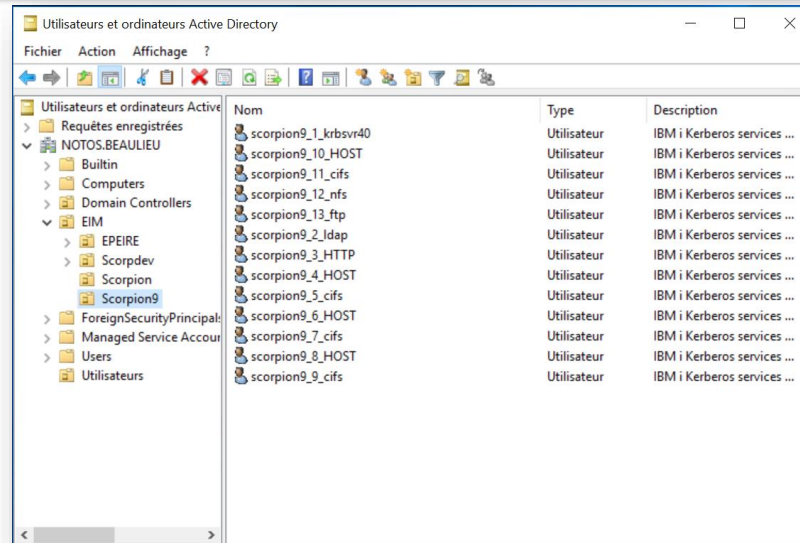 Utilisateurs et ordinateurs Active Directory
Fichier Action Affichage ?
Utilisateurs et ordinateurs Active
Requêtes enregistrées
NOTOS.BEAULIEU
Builtin
Computers
Domain Controllers
EIM
EPEIRE
Scorpdev
Scorpion
Scorpion9
ForeignSecurityPrincipals
Managed Service Accour
Users
Utilisateurs
Nom Type Description
scorpion9_1_krbsvr40 Utilisateur IBM i Kerberos services ...
scorpion9_10_HOST Utilisateur IBM i Kerberos services ...
scorpion9_11_cifs Utilisateur IBM i Kerberos services ...
scorpion9_12_nfs Utilisateur IBM i Kerberos services ...
scorpion9_13_ftp Utilisateur IBM i Kerberos services ...
scorpion9_2_ldap Utilisateur IBM i Kerberos services ...
scorpion9_3_HTTP Utilisateur IBM i Kerberos services ...
scorpion9_4_HOST Utilisateur IBM i Kerberos services ...
scorpion9_5_cifs Utilisateur IBM i Kerberos services ...
scorpion9_6_HOST Utilisateur IBM i Kerberos services ...
scorpion9_7_cifs Utilisateur IBM i Kerberos services ...
scorpion9_8_HOST Utilisateur IBM i Kerberos services ...
scorpion9_9_cifs Utilisateur IBM i Kerberos services ...